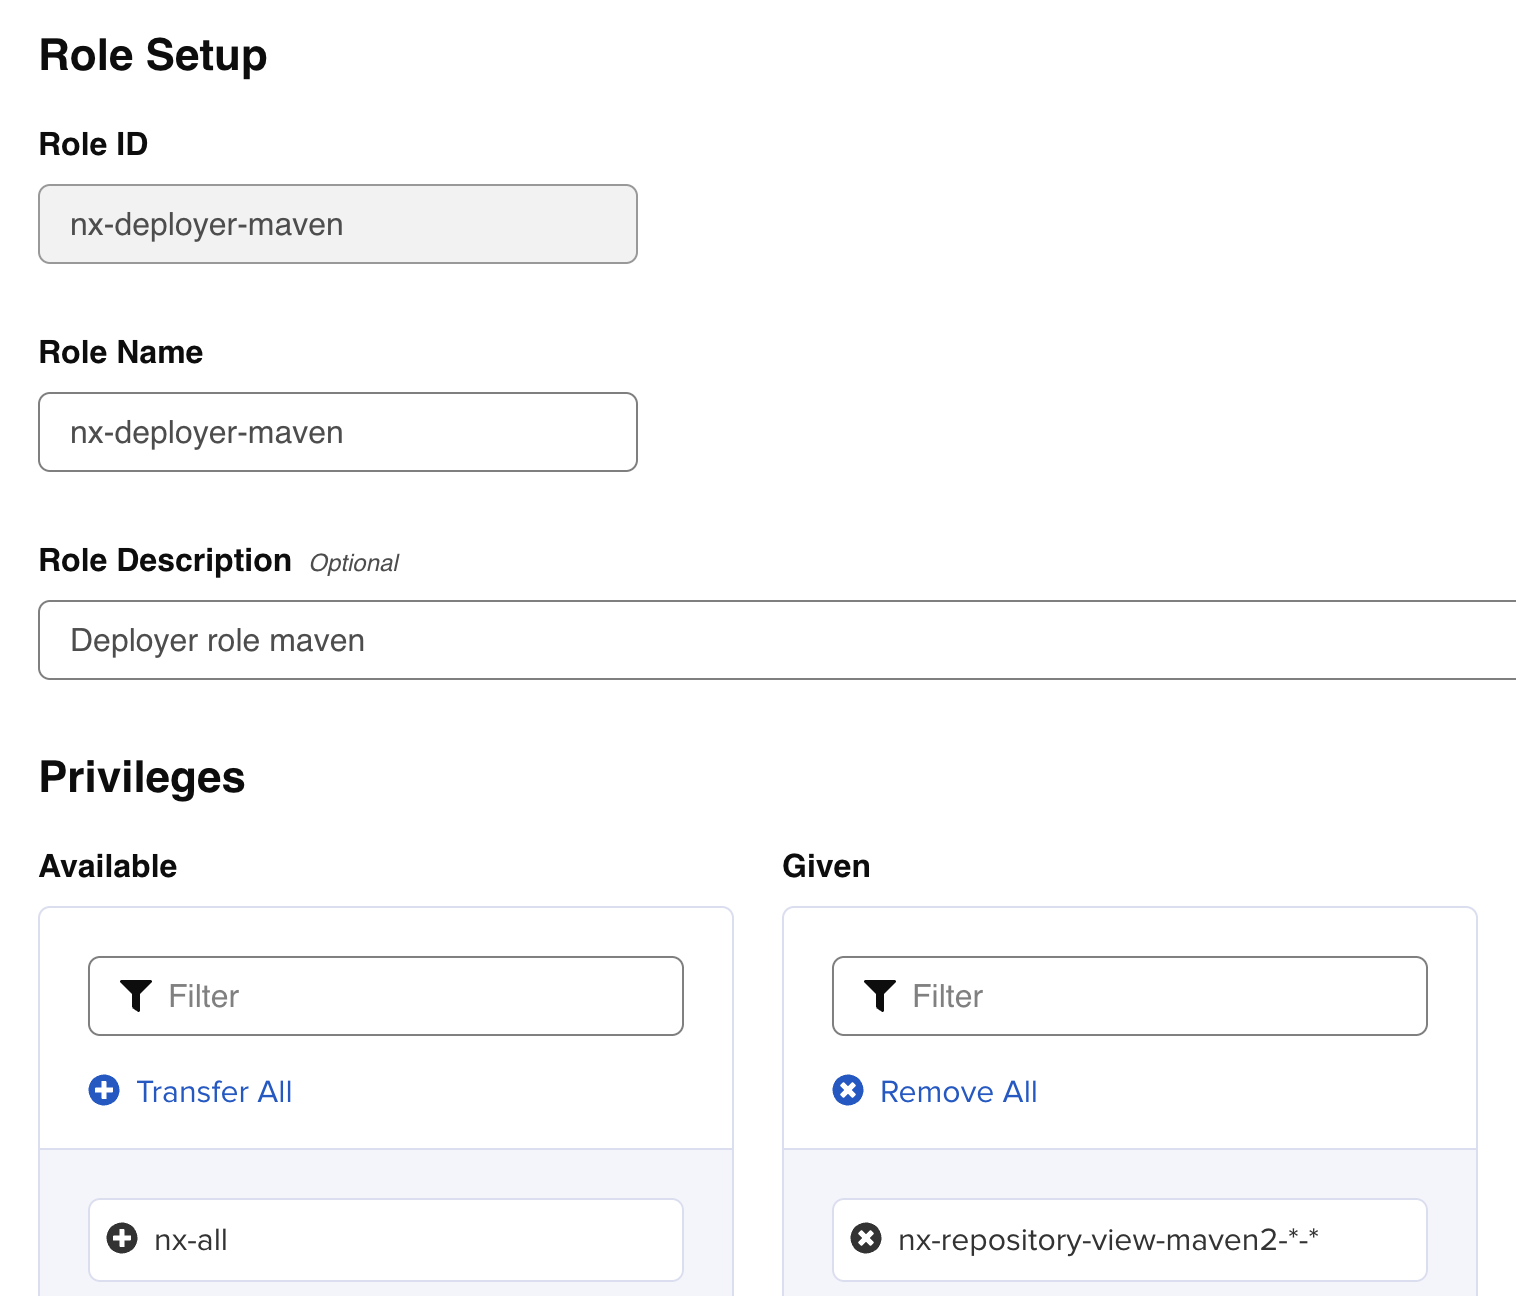 Role Setup
Role ID
nx-deployer-maven
Role Name
nx-deployer-maven
Role Description Optional
Deployer role maven
Privileges
Available
Given
Filter
Filter
Transfer All
Remove All
nx-all
nx-repository-view-maven2-*-*